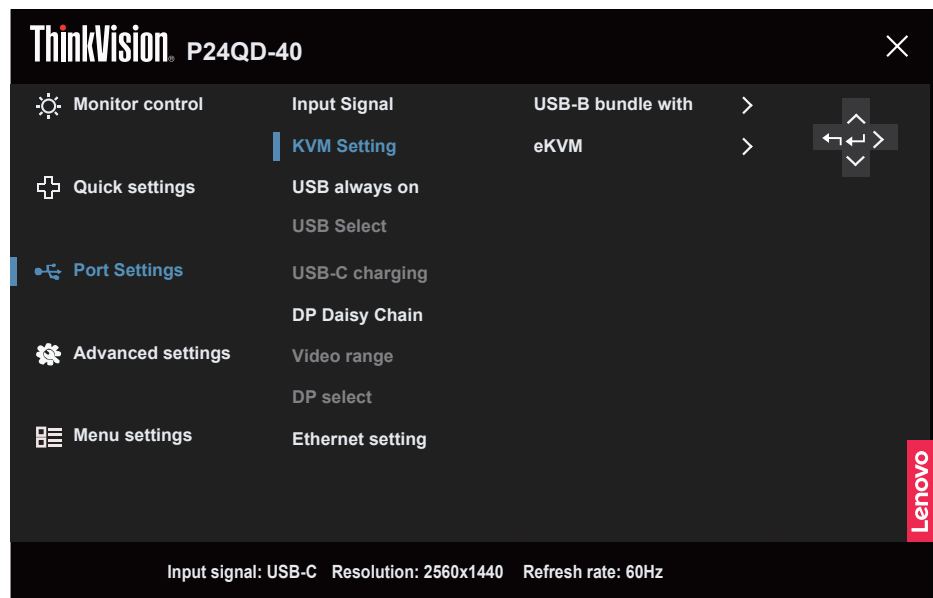 ThinkVision® P24QD-40
Monitor control
Quick settings
Port Settings
Advanced settings
Menu settings
Input Signal
KVM Setting
USB always on
USB Select
USB-C charging
DP Daisy Chain
Video range
DP select
Ethernet setting
USB-B bundle with
eKVM
Lenovo
Input signal: USB-C Resolution: 2560x1440 Refresh rate: 60Hz